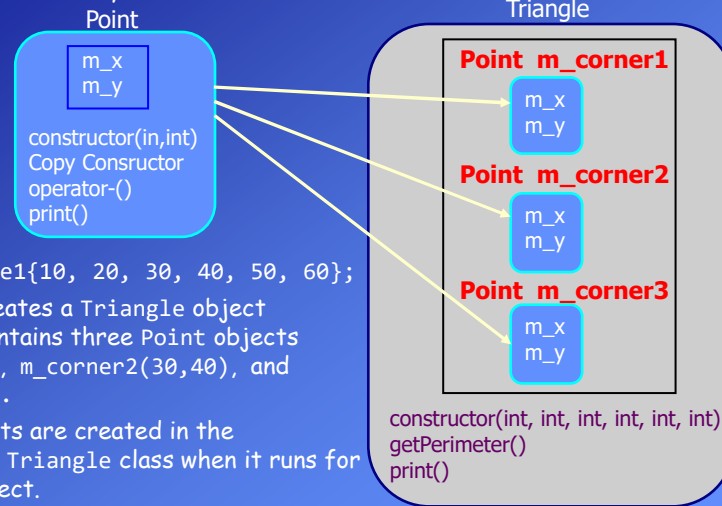 Point
m_x
m_y
constructor(in,int)
Copy Consructor
operator-()
print()
e1{10, 20, 30, 40, 50, 60};
eates a Triangle object
ntains three Point objects
, m_corner2(30,40), and
.
ts are created in the
Triangle class when it runs for
ect.
Triangle
Point m_corner1
m_x
m_y
Point m_corner2
m_x
m_y
Point m_corner3
m_x
m_y
constructor(int, int, int, int, int, int)
getPerimeter()
print()